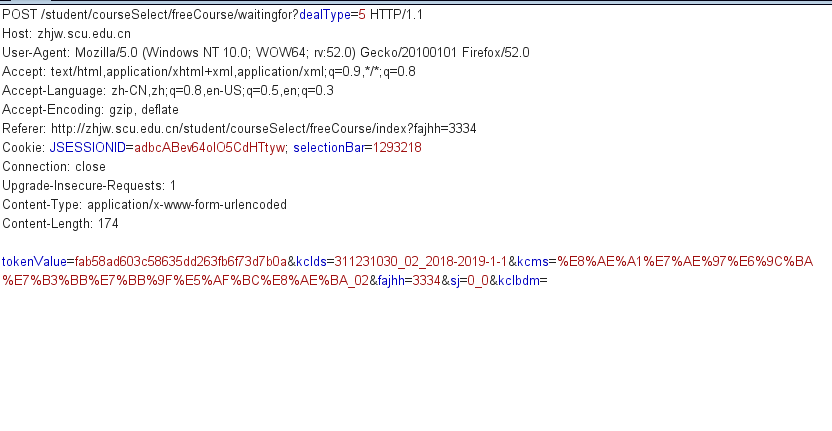 POST /student/courseSelect/freeCourse/waitingfor?dealType=5 HTTP/1.1
Host: zhjw.scu.edu.cn
User-Agent: Mozilla/5.0 (Windows NT 10.0; WOW64; rv:52.0) Gecko/20100101 Firefox/52.0
Accept: text/html,application/xhtml+xml,application/xml;q=0.9,*/*;q=0.8
Accept-Language: zh-CN,zh;q=0.8,en-US;q=0.5,en;q=0.3
Accept-Encoding: gzip, deflate
Referer: http://zhjw.scu.edu.cn/student/courseSelect/freeCourse/index?fajhh=3334
Cookie: JSESSIONID=adbcABev64oIO5CdHTtyw; selectionBar=1293218
Connection: close
Upgrade-Insecure-Requests: 1
Content-Type: application/x-www-form-urlencoded
Content-Length: 174
tokenValue=fab58ad603c58635dd263fb6f73d7b0a&kcIds=311231030_02_2018-2019-1-1&kcms=%E8%AE%A1%E7%AE%97%E6%9C%BA
%E7%B3%BB%E7%BB%9F%E5%AF%BC%E8%AE%BA_02&fajhh=3334&sj=0_0&kclbdm=